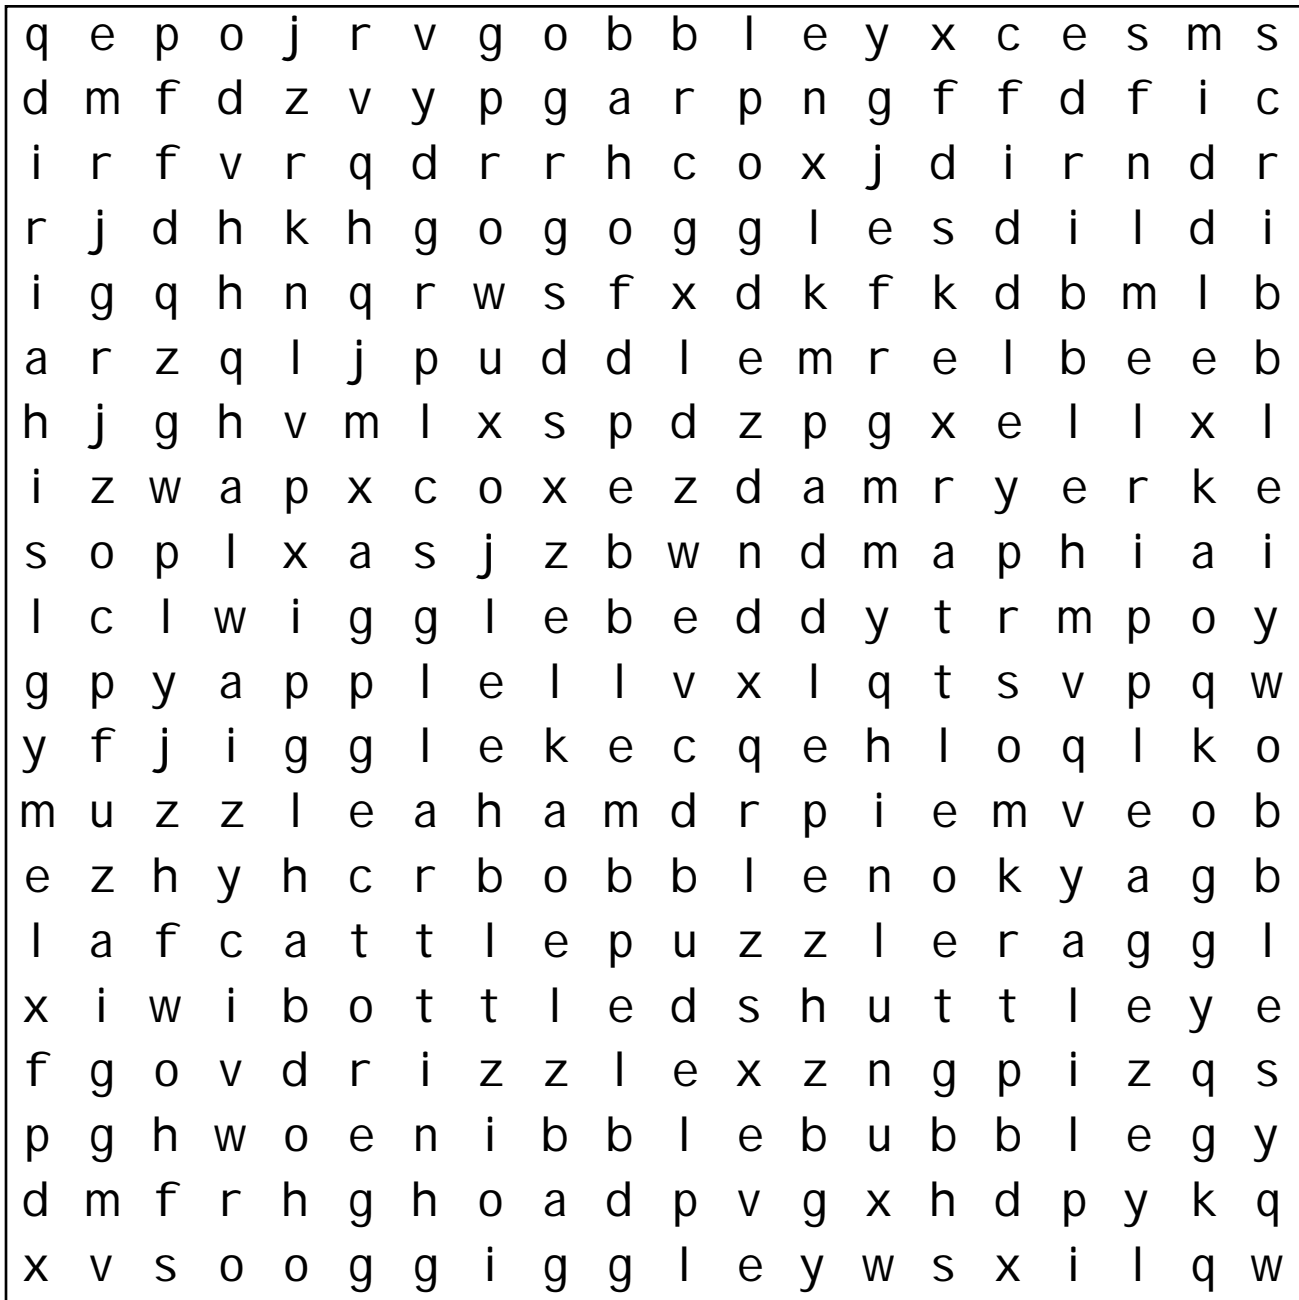 q e p o j r v g o b b l e y x c e s m s
d m f d z v y p g a r p n g f f d f i c
i r f v r q d r r h c o x j d i r n d r
r j d h k h g o g o g g l e s d i l d i
i g q h n q r w s f x d k f k d b m l b
a r z q l j p u d d l e m r e l b e e b
h j g h v m l x s p d z p g x e l l x l
i z w a p x c o x e z d a m r y e r k e
s o p l x a s j z b w n d m a p h i a i
l c l w i g g l e b e d d y t r m p o y
g p y a p p l e l l v x l q t s v p q w
y f j i g g l e k e c q e h l o q l k o
m u z z l e a h a m d r p i e m v e o b
e z h y h c r b o b b l e n o k y a g b
l a f c a t t l e p u z z l e r a g g l
x i w i b o t t l e d s h u t t l e y e
f g o v d r i z z l e x z n g p i z q s
p g h w o e n i b b l e b u b b l e g y
d m f r h g h o a d p v g x h d p y k q
x v s o o g g i g g l e y w s x i l q w